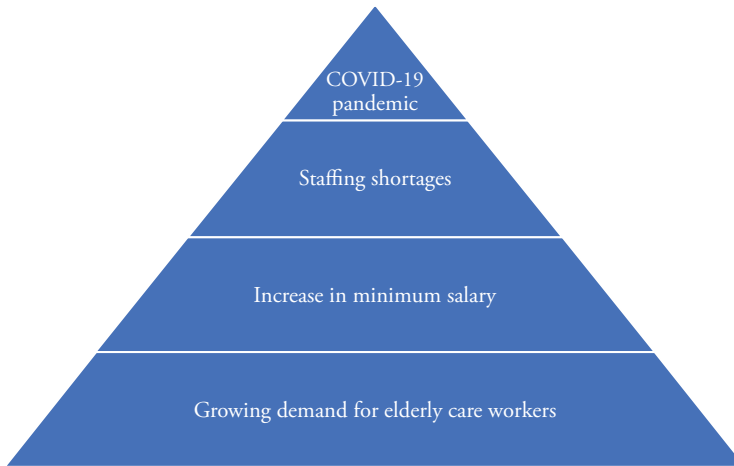 COVID-19
pandemic
Staffing shortages
Increase in minimum salary
Growing demand for elderly care workers